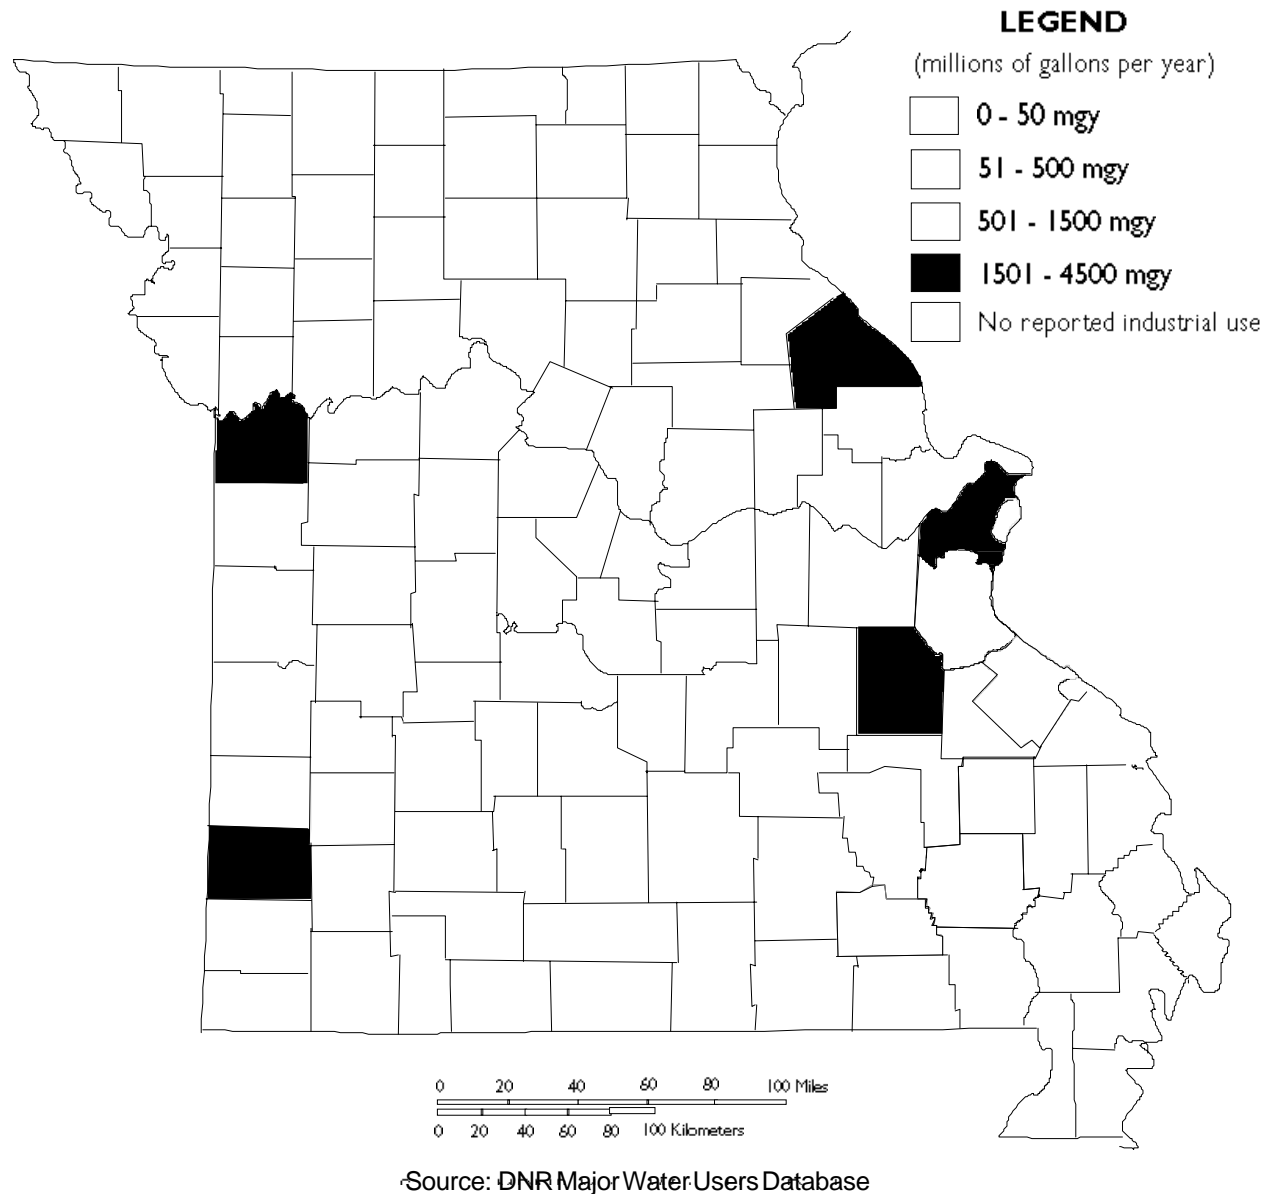 LEGEND
(millions of gallons per year)
0 - 50 mgy
51 - 500 mgy
501 - 1500 mgy
1501 - 4500 mgy
No reported industrial use
0 20 40 60 80 100 Miles
0 20 40 60 80 100 Kilometers
Source: DNR Major Water Users Database